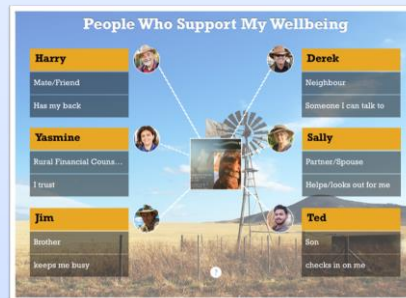 People Who Support My Wellbeing
Harry
Mate/Friend
Has my back
Derek
Neighbour
Someone I can talk to
Yasmine
Rural Financial Couns...
I trust
Sally
Partner/Spouse
Helps/looks out for me
Jim
Brother
keeps me busy
Ted
Son
checks in on me
?